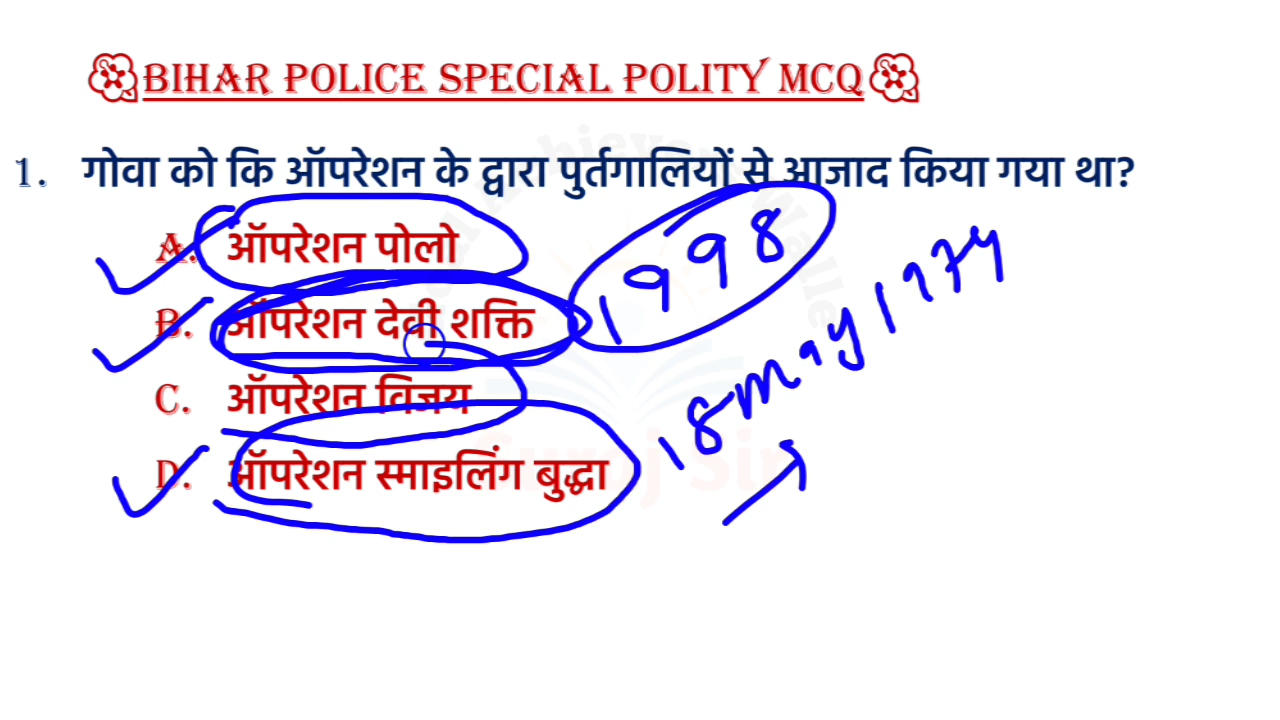 BIHAR POLICE SPECIAL POLITY MCQ
1. गोवा को कि ऑपरेशन के द्वारा पुर्तगालियों से आजाद किया गया था?
A. ऑपरेशन पोलो
B. ऑपरेशन देवी शक्ति
1998
C. ऑपरेशन विजय
D. ऑपरेशन स्माइलिंग बुद्धा
18 may 1974